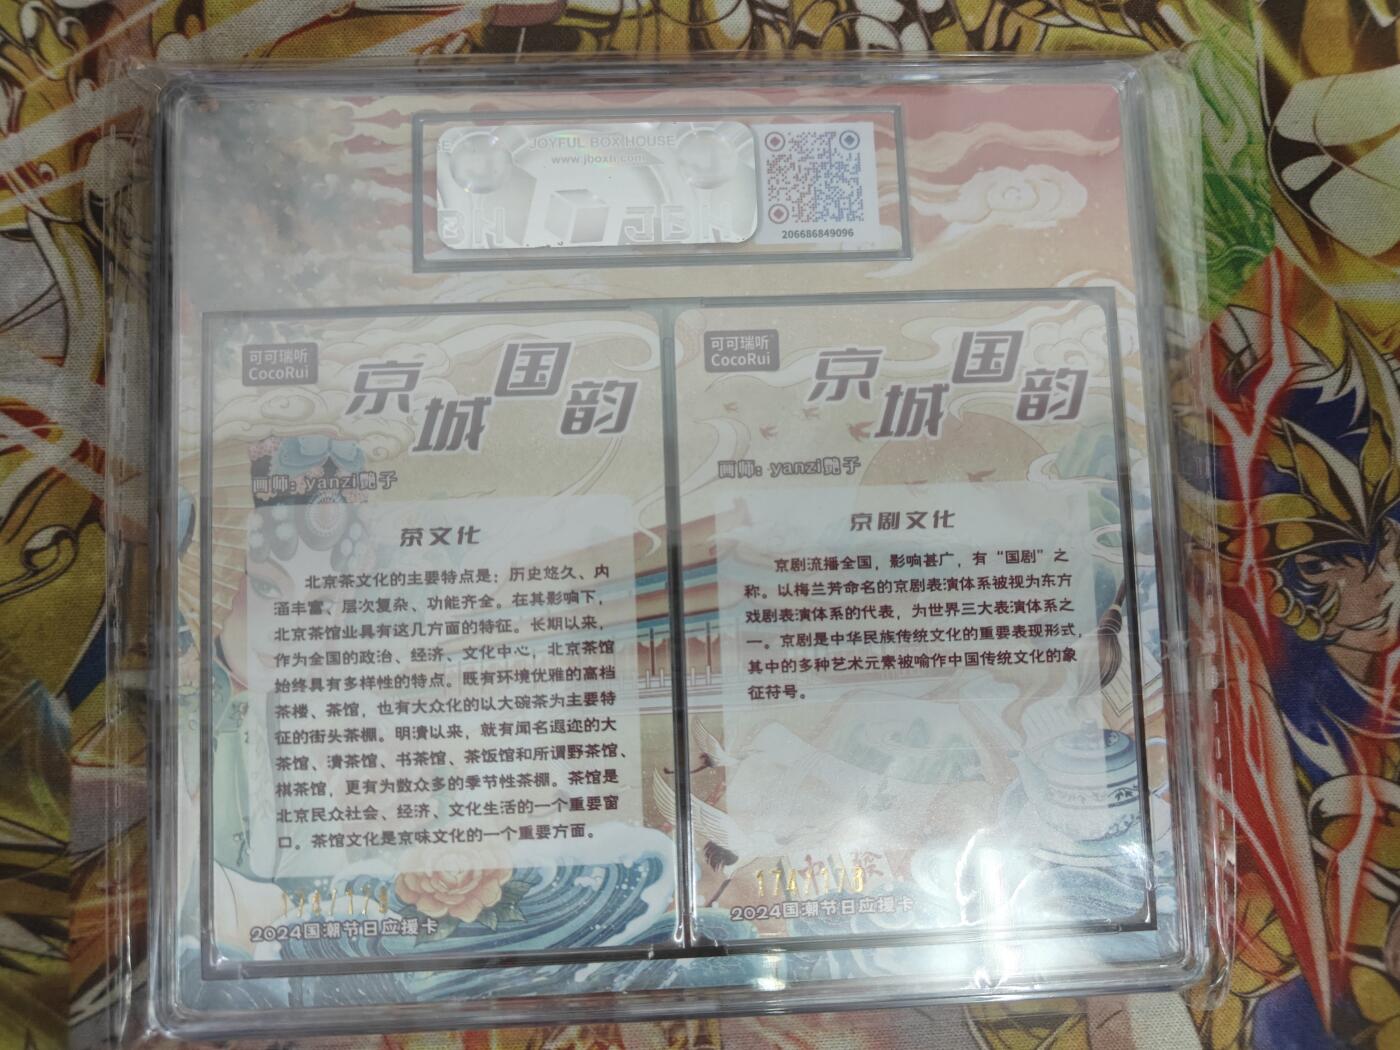 JOYFUL BOX HOUSE
www.jboxh.com
BH
JBH
206686849096
可可瑞听
CocoRui
京城国韵
画师：yanzi艷子
茶文化
北京茶文化的主要特点是：历史悠久、内
涵丰富、层次复杂、功能齐全。在其影响下，
北京茶馆业具有这几方面的特征。长期以来，
作为全国的政治、经济、文化中心，北京茶馆
始终具有多样性的特点。既有环境优雅的高档
茶楼、茶馆，也有大众化的以大碗茶为主要特
征的街头茶棚。明清以来，就有闻名遐迩的大
茶馆、清茶馆、书茶馆、茶饭馆和所谓野茶馆、
棋茶馆，更有为数众多的季节性茶棚。茶馆是
北京民众社会、经济、文化生活的一个重要窗
口。茶馆文化是京味文化的一个重要方面。
174/178
2024国潮节日应援卡
可可瑞听
CocoRui
京城国韵
画师：yanzi艷子
京剧文化
京剧流播全国，影响甚广，有“国剧”之
称。以梅兰芳命名的京剧表演体系被视为东方
戏剧表演体系的代表，为世界三大表演体系之
一。京剧是中华民族传统文化的重要表现形式，
其中的多种艺术元素被喻作中国传统文化的象
征符号。
174/178
2024国潮节日应援卡